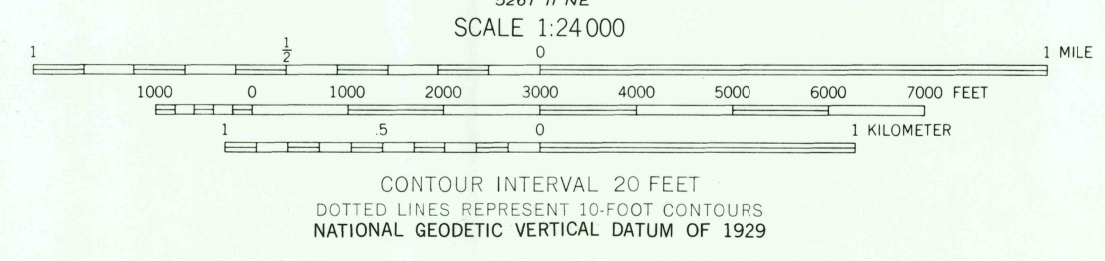 SCALE 1:24 000
1 1/2 0 1 MILE
1000 0 1000 2000 3000 4000 5000 6000 7000 FEET
1 .5 0 1 KILOMETER
CONTOUR INTERVAL 20 FEET
DOTTED LINES REPRESENT 10-FOOT CONTOURS
NATIONAL GEODETIC VERTICAL DATUM OF 1929